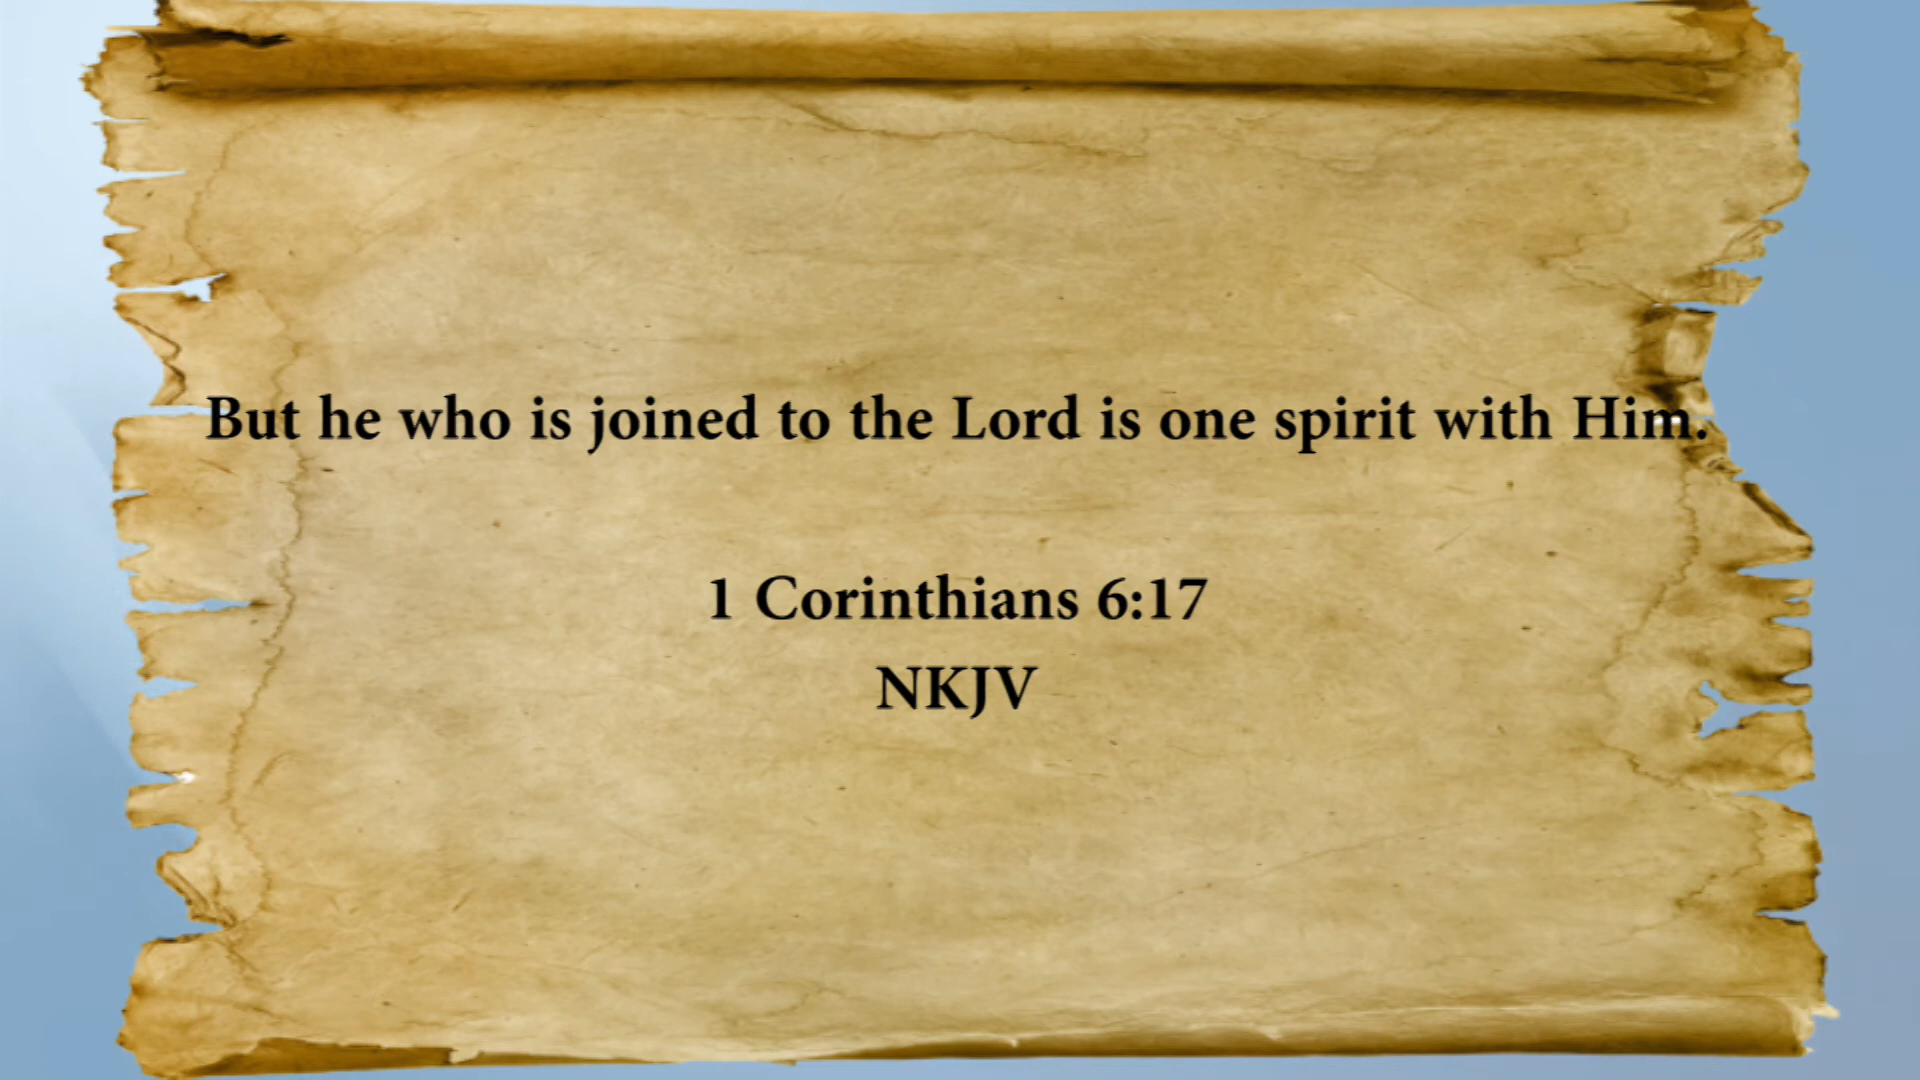 But he who is joined to the Lord is one spirit with Him.
1 Corinthians 6:17
NKJV